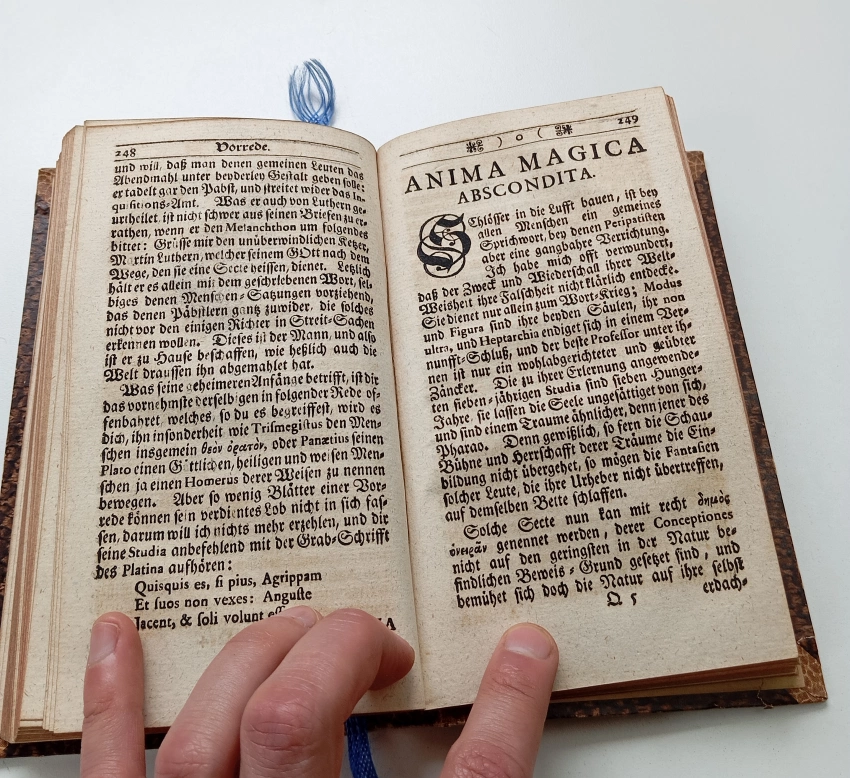 248 Vorrede.
und will, daß man denen gemeinen Leuten das
Abendmahl unter beyderley Gestalt geben solle:
er tadelt gar den Pabst, und streitet wider das In-
quisitions-Amt. Was er auch von Luthern ge-
urtheilet, ist nicht schwer aus seinen Briefen zu er-
rathen, wenn er den Melanchthon um folgendes
bittet: Grüsse mir den unüberwindlichen Ketzer,
Martin Luthern, welcher seinem GOtt nach dem
Wege, den sie eine Secte heissen, dienet. Letzlich
hält er es allein mit dem geschriebenen Wort, sel-
biges denen Menschen-Satzungen vorziehend,
das denen Päbstlern gantz zuwider, die solches
nicht vor den einigen Richter in Streit-Sachen
erkennen wollen. Dieses ist der Mann, und also
ist er zu Hause beschaffen, wie heßlich auch die
Welt draussen ihn abgemahlet hat.
Was seine geheimeren Anfänge betrifft, ist dir
das vornehmste derselbigen in folgender Rede of-
fenbahret, welches, so du es begreiffest, wird es
dich, ihn insonderheit wie Trismegistus den Men-
schen insgemein θεὸν ὁρατὸν, oder Panætius seinen
Plato einen Göttlichen, heiligen und weisen Men-
schen ja einen Homerus derer Weisen zu nennen
bewegen. Aber so wenig Blätter einer Vor-
rede können sein verdientes Lob nicht in sich fas-
sen, darum will ich nichts mehr erzehlen, und dir
seine Studia anbefehlend mit der Grab-Schrifft
des Platina aufhören:
Quisquis es, si pius, Agrippam
Et suos non vexes: Anguste
Jacent, & soli volunt
149
ANIMA MAGICA
ABSCONDITA.
Schlösser in die Lufft bauen, ist bey
allen Menschen ein gemeines
Sprichwort, bey denen Peripatisten
aber eine gangbahre Verrichtung.
Ich habe mich offt verwundert,
daß der Zweck und Wiederschall ihrer Welt-
Weisheit ihre Falschheit nicht klärlich entdecke.
Sie dienet nur allein zum Wort-Krieg; Modus
und Figura sind ihre beyden Säulen, ihr non
ultra, und Heptarchia endiget sich in einem Ver-
nunfft-Schluß, und der beste Professor unter ih-
nen ist nur ein wohlabgerichteter und geübter
Zäncker. Die zu ihrer Erlernung angewende-
ten sieben-jährigen Studia sind sieben Hunger-
Jahre, sie lassen die Seele ungesättiget von sich,
und sind einem Traume ähnlicher, denn jener des
Pharao. Denn gewißlich, so fern die Schau-
Bühne und Herrschafft derer Träume die Ein-
bildung nicht übergehet, so mögen die Fantasien
solcher Leute, die ihre Urheber nicht übertreffen,
auf demselben Bette schlaffen.
Solche Secte nun kan mit recht δῆμος
ὀνειρῶν genennet werden, derer Conceptiones
nicht auf den geringsten in der Natur be-
findlichen Beweis-Grund gesetzet sind, und
bemühet sich doch die Natur auf ihre selbst
Q 5 erdach-